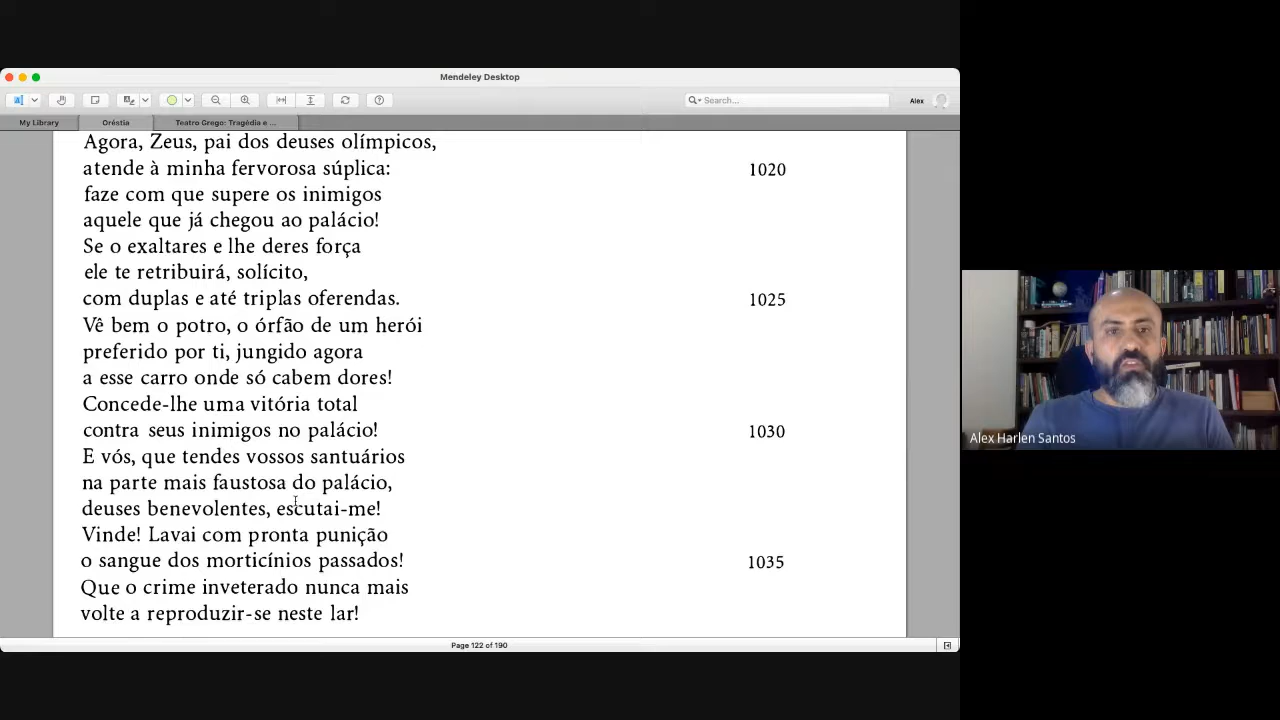 Mendeley Desktop
Search...
Alex
My Library
Oréstia
Teatro Grego: Tragédia e ...
Agora, Zeus, pai dos deuses olímpicos,
atende à minha fervorosa súplica: 1020
faze com que supere os inimigos
aquele que já chegou ao palácio!
Se o exaltares e lhe deres força
ele te retribuirá, solícito,
com duplas e até triplas oferendas. 1025
Vê bem o potro, o órfão de um herói
preferido por ti, jungido agora
a esse carro onde só cabem dores!
Concede-lhe uma vitória total
contra seus inimigos no palácio! 1030
E vós, que tendes vossos santuários
na parte mais faustosa do palácio,
deuses benevolentes, escutai-me!
Vinde! Lavai com pronta punição
o sangue dos morticínios passados! 1035
Que o crime inveterado nunca mais
volte a reproduzir-se neste lar!
Page 122 of 190
Alex Harlen Santos